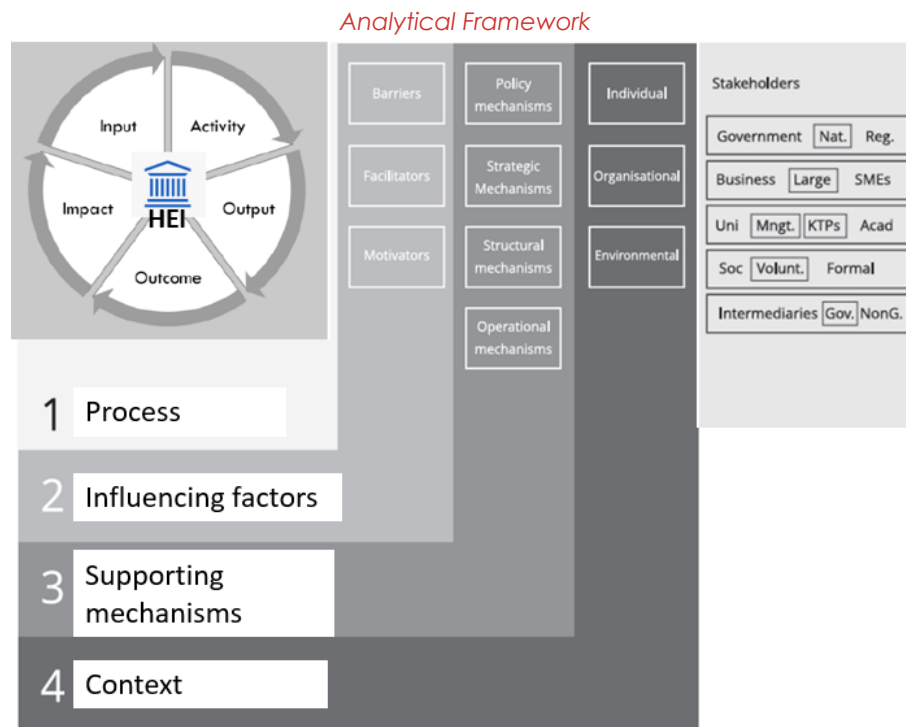 Analytical Framework
Input
Activity
Impact
HEI
Output
Outcome
Barriers
Facilitators
Motivators
Policy
mechanisms
Strategic
Mechanisms
Structural
mechanisms
Operational
mechanisms
Individual
Organisational
Environmental
Stakeholders
Government Nat. Reg.
Business Large SMEs
Uni Mngt. KTPs Acad
Soc Volunt. Formal
Intermediaries Gov. NonG.
1 Process
2 Influencing factors
3 Supporting
mechanisms
4 Context